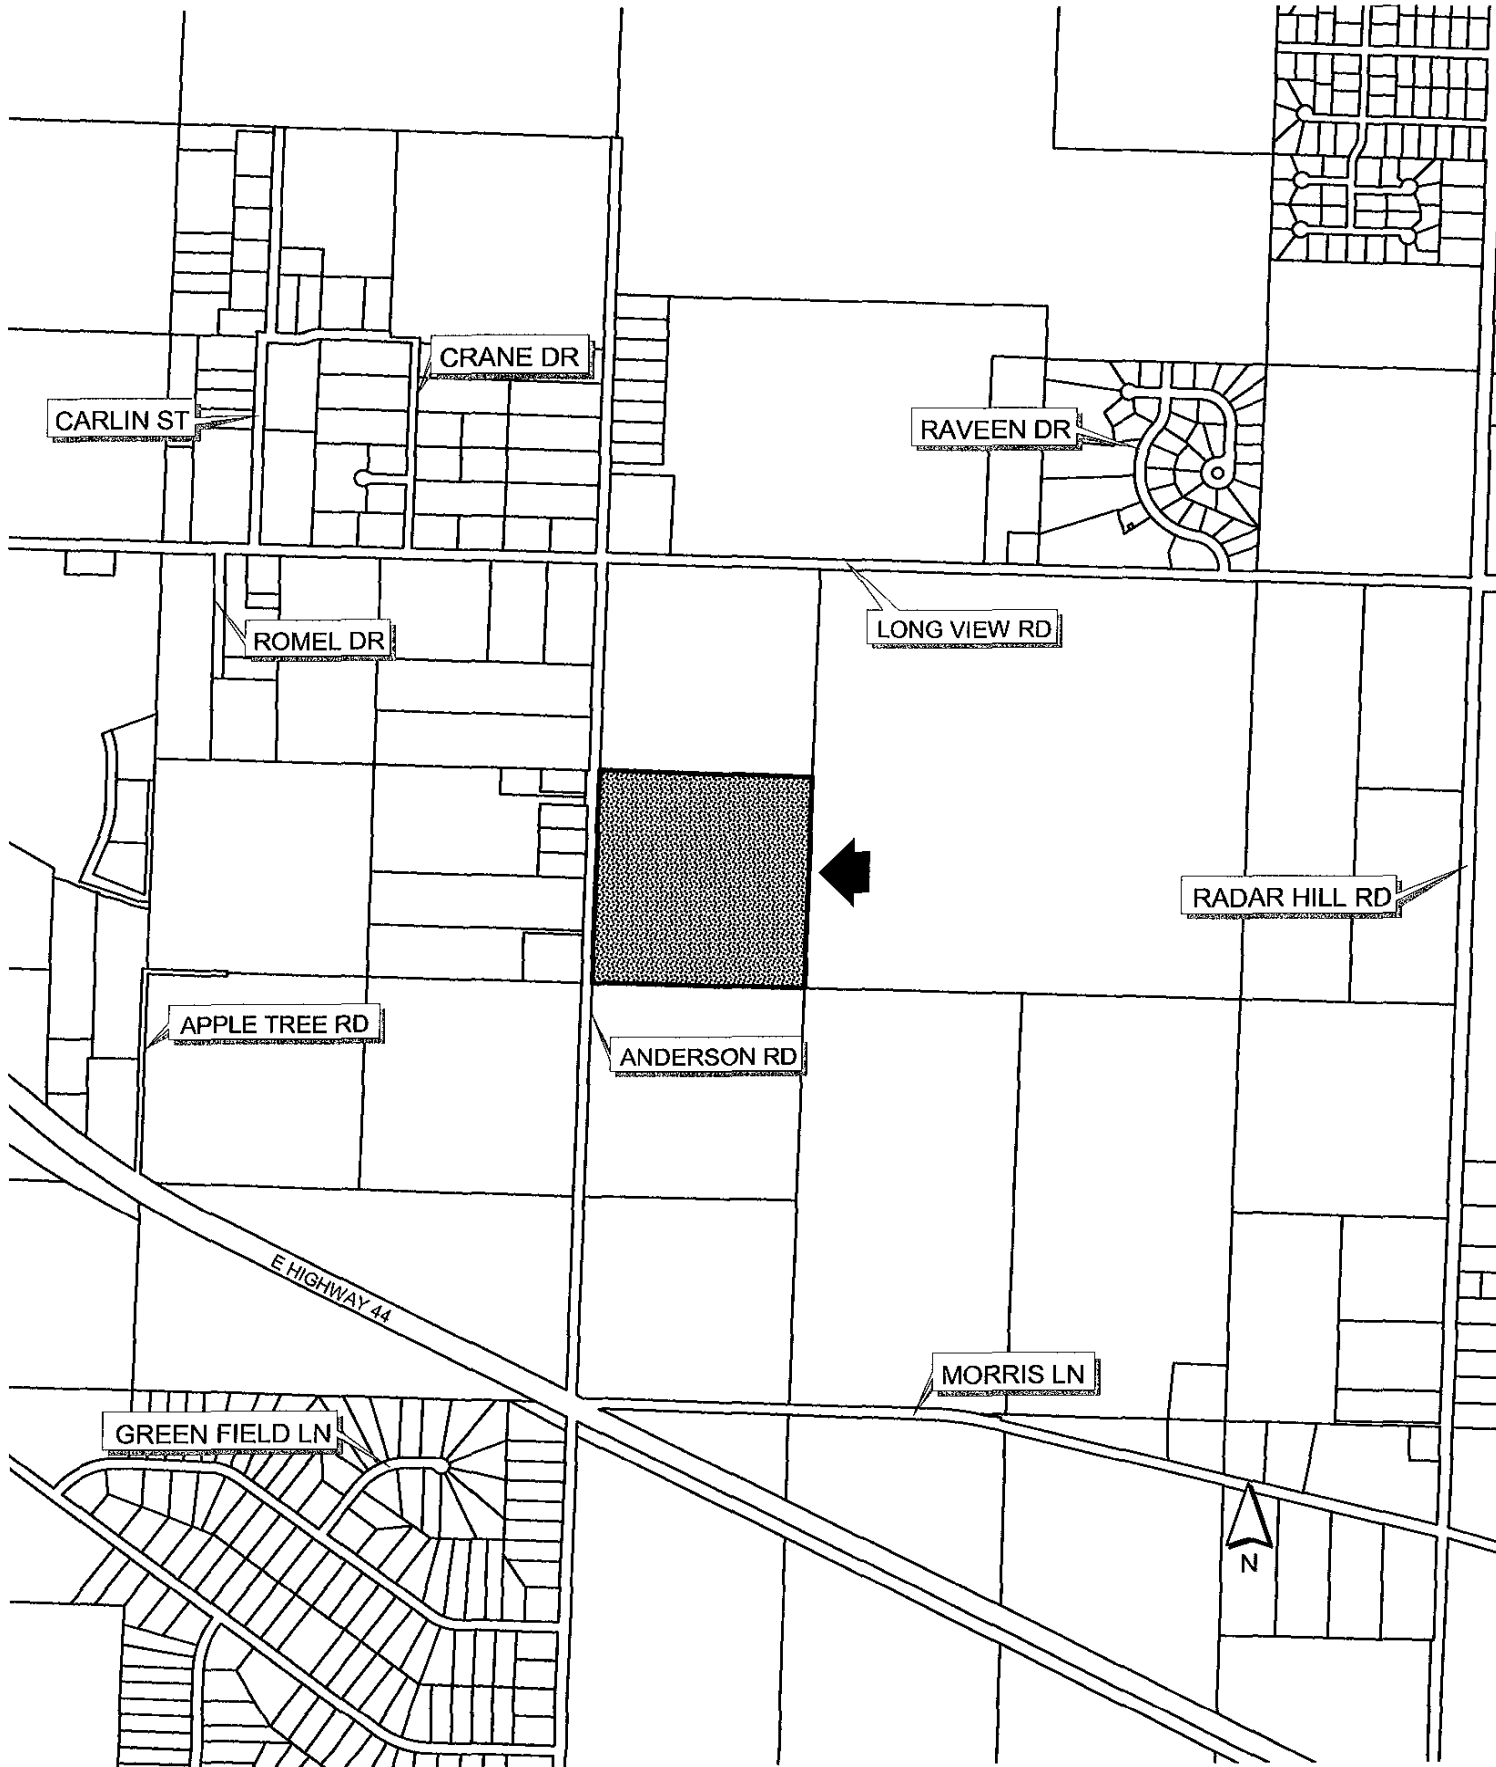 CRANE DR
CARLIN ST
RAVEEN DR
LONG VIEW RD
ROMEL DR
RADAR HILL RD
APPLE TREE RD
ANDERSON RD
E HIGHWAY 44
MORRIS LN
GREEN FIELD LN
N